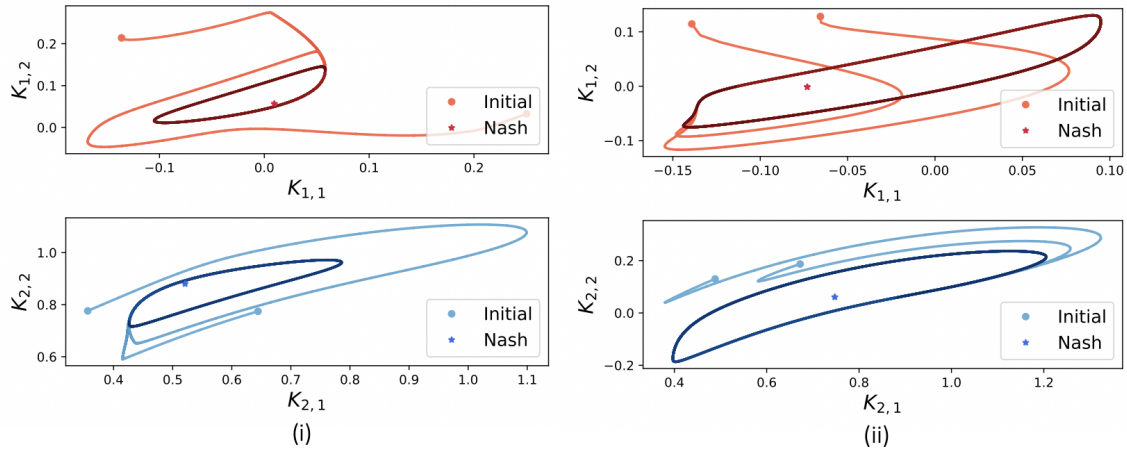 K1,2
0.2
0.1
0.0
−0.1
0.0
0.1
0.2
K1,1
Initial
Nash
K1,2
0.1
0.0
−0.1
−0.15
−0.10
−0.05
0.00
0.05
0.10
K1,1
Initial
Nash
K2,2
1.0
0.8
0.6
0.4
0.5
0.6
0.7
0.8
0.9
1.0
1.1
K2,1
Initial
Nash
(i)
K2,2
0.2
0.0
−0.2
0.4
0.6
0.8
1.0
1.2
K2,1
Initial
Nash
(ii)